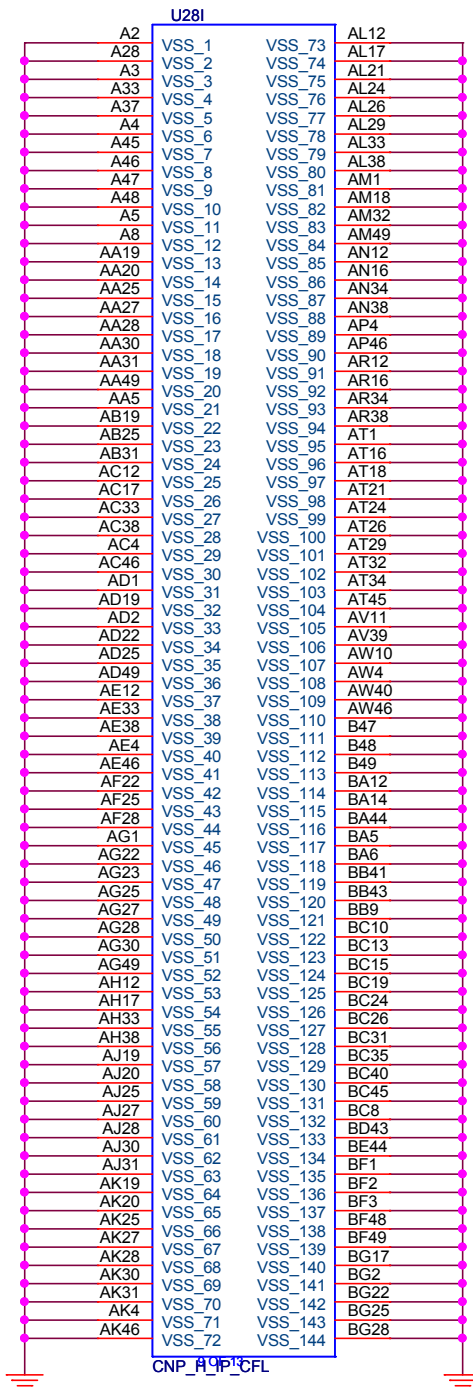 U28I
A2 VSS_1 VSS_73 AL12
A28 VSS_2 VSS_74 AL17
A3 VSS_3 VSS_75 AL21
A33 VSS_4 VSS_76 AL24
A37 VSS_5 VSS_77 AL26
A4 VSS_6 VSS_78 AL29
A45 VSS_7 VSS_79 AL33
A46 VSS_8 VSS_80 AL38
A47 VSS_9 VSS_81 AM1
A48 VSS_10 VSS_82 AM18
A5 VSS_11 VSS_83 AM32
A8 VSS_12 VSS_84 AM49
AA19 VSS_13 VSS_85 AN12
AA20 VSS_14 VSS_86 AN16
AA25 VSS_15 VSS_87 AN34
AA27 VSS_16 VSS_88 AN38
AA28 VSS_17 VSS_89 AP4
AA30 VSS_18 VSS_90 AP46
AA31 VSS_19 VSS_91 AR12
AA49 VSS_20 VSS_92 AR16
AA5 VSS_21 VSS_93 AR34
AB19 VSS_22 VSS_94 AR38
AB25 VSS_23 VSS_95 AT1
AB31 VSS_24 VSS_96 AT16
AC12 VSS_25 VSS_97 AT18
AC17 VSS_26 VSS_98 AT21
AC33 VSS_27 VSS_99 AT24
AC38 VSS_28 VSS_100 AT26
AC4 VSS_29 VSS_101 AT29
AC46 VSS_30 VSS_102 AT32
AD1 VSS_31 VSS_103 AT34
AD19 VSS_32 VSS_104 AT45
AD2 VSS_33 VSS_105 AV11
AD22 VSS_34 VSS_106 AV39
AD25 VSS_35 VSS_107 AW10
AD49 VSS_36 VSS_108 AW4
AE12 VSS_37 VSS_109 AW40
AE33 VSS_38 VSS_110 AW46
AE38 VSS_39 VSS_111 B47
AE4 VSS_40 VSS_112 B48
AE46 VSS_41 VSS_113 B49
AF22 VSS_42 VSS_114 BA12
AF25 VSS_43 VSS_115 BA14
AF28 VSS_44 VSS_116 BA44
AG1 VSS_45 VSS_117 BA5
AG22 VSS_46 VSS_118 BA6
AG23 VSS_47 VSS_119 BB41
AG25 VSS_48 VSS_120 BB43
AG27 VSS_49 VSS_121 BB9
AG28 VSS_50 VSS_122 BC10
AG30 VSS_51 VSS_123 BC13
AG49 VSS_52 VSS_124 BC15
AH12 VSS_53 VSS_125 BC19
AH17 VSS_54 VSS_126 BC24
AH33 VSS_55 VSS_127 BC26
AH38 VSS_56 VSS_128 BC31
AJ19 VSS_57 VSS_129 BC35
AJ20 VSS_58 VSS_130 BC40
AJ25 VSS_59 VSS_131 BC45
AJ27 VSS_60 VSS_132 BC8
AJ28 VSS_61 VSS_133 BD43
AJ30 VSS_62 VSS_134 BE44
AJ31 VSS_63 VSS_135 BF1
AK19 VSS_64 VSS_136 BF2
AK20 VSS_65 VSS_137 BF3
AK25 VSS_66 VSS_138 BF48
AK27 VSS_67 VSS_139 BF49
AK28 VSS_68 VSS_140 BG17
AK30 VSS_69 VSS_141 BG2
AK31 VSS_70 VSS_142 BG22
AK4 VSS_71 VSS_143 BG25
AK46 VSS_72 VSS_144 BG28
9 OF 13
CNP_H_IP_CFL